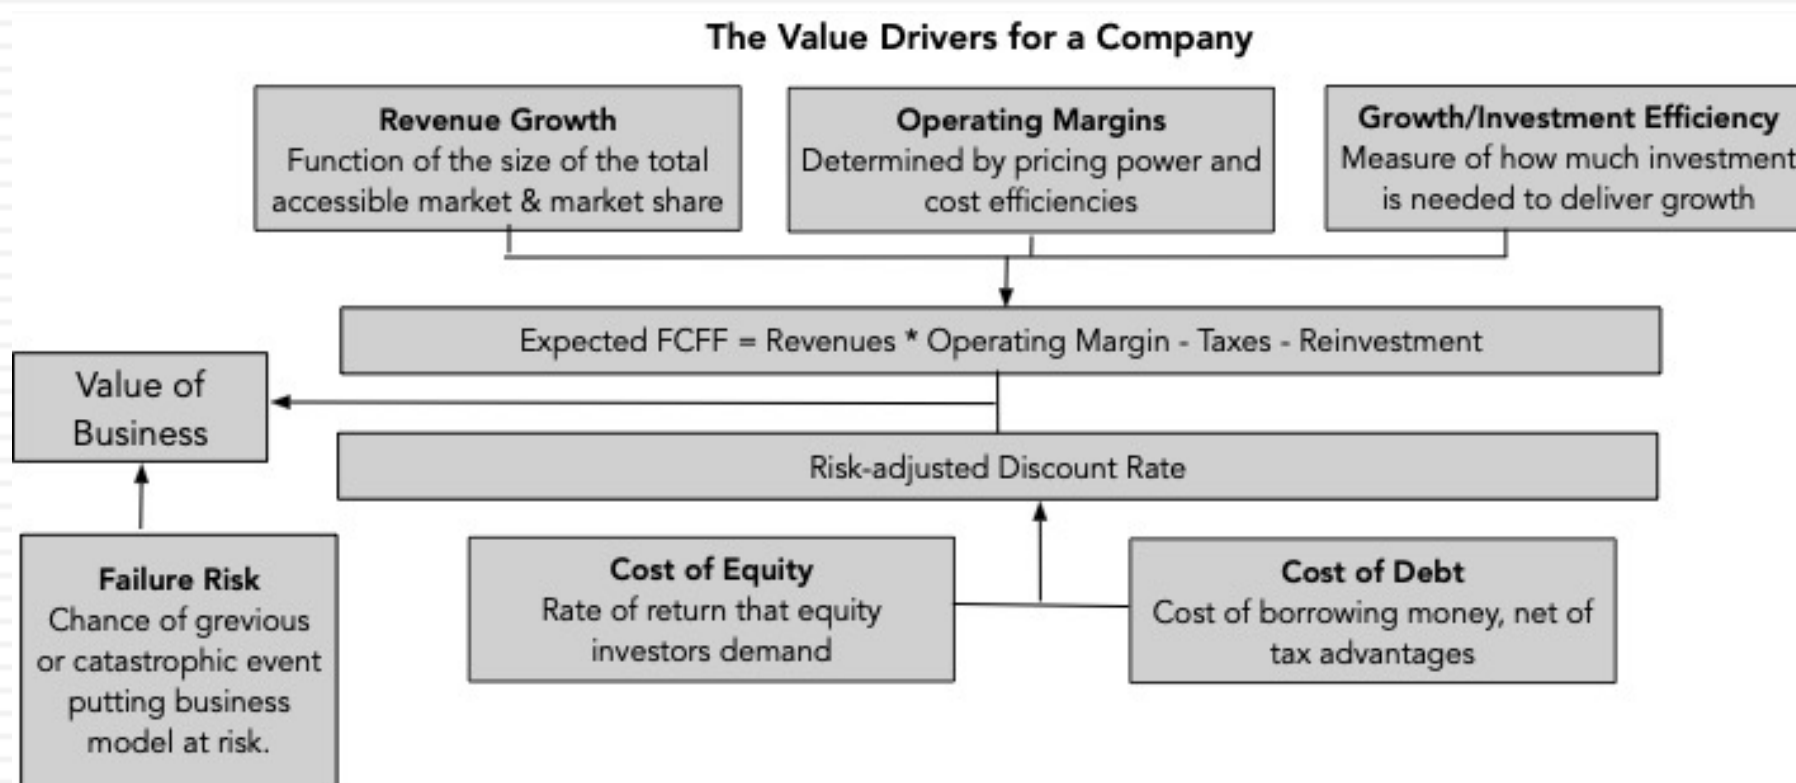 The Value Drivers for a Company
Revenue Growth
Function of the size of the total
accessible market & market share
Operating Margins
Determined by pricing power and
cost efficiencies
Growth/Investment Efficiency
Measure of how much investment
is needed to deliver growth
Expected FCFF = Revenues * Operating Margin - Taxes - Reinvestment
Value of
Business
Risk-adjusted Discount Rate
Failure Risk
Chance of grevious
or catastrophic event
putting business
model at risk.
Cost of Equity
Rate of return that equity
investors demand
Cost of Debt
Cost of borrowing money, net of
tax advantages